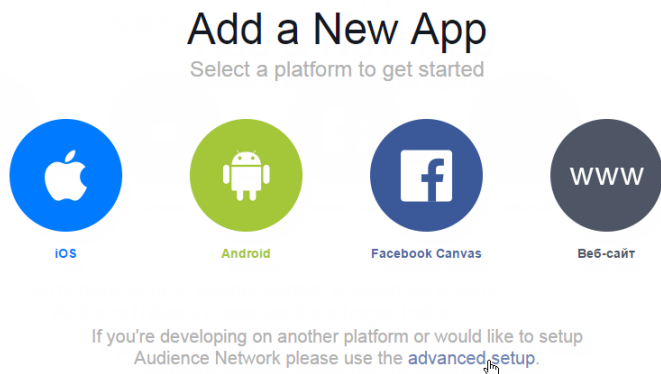 Add a New App
Select a platform to get started
www
iOS
Android
Facebook Canvas
Веб-сайт
If you're developing on another platform or would like to setup
Audience Network please use the advanced setup.